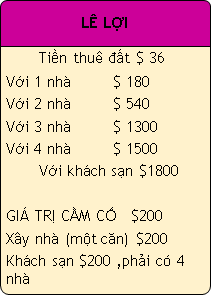 LÊ LỢI
Tiền thuê đất $ 36
Với 1 nhà $ 180
Với 2 nhà $ 540
Với 3 nhà $ 1300
Với 4 nhà $ 1500
Với khách sạn $1800
GIÁ TRỊ CẦM CỐ $200
Xây nhà (một căn) $200
Khách sạn $200 ,phải có 4
nhà